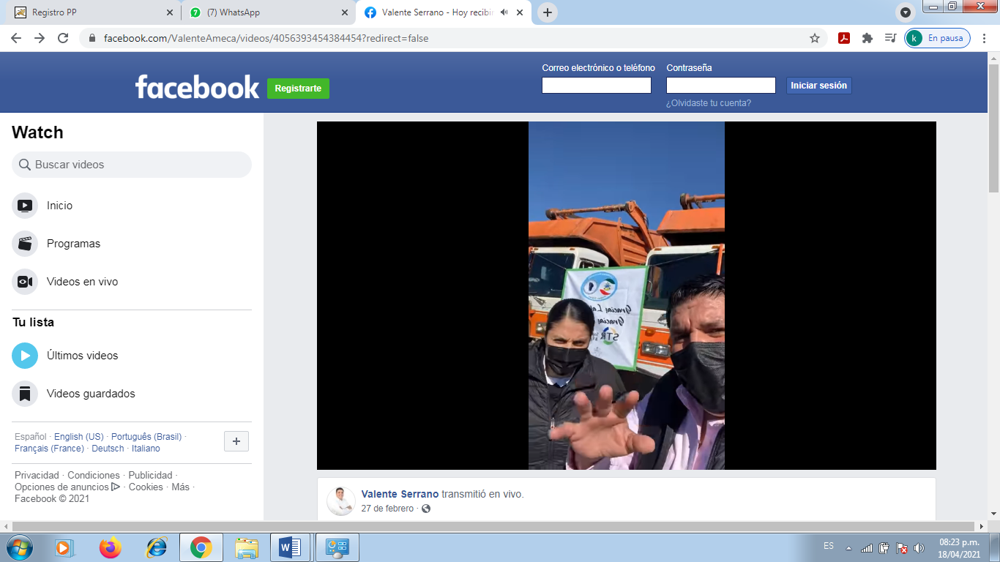 Registro PP
(7) WhatsApp
Valente Serrano - Hoy recibir
facebook.com/ValenteAmeca/videos/4056393454384454?redirect=false
k
En pausa
facebook
Registrarte
Correo electrónico o teléfono
Contraseña
Iniciar sesión
¿Olvidaste tu cuenta?
Watch
Buscar videos
Inicio
Programas
Videos en vivo
Tu lista
Últimos videos
Videos guardados
Español · English (US) · Português (Brasil) ·
Français (France) · Deutsch · Italiano
Privacidad · Condiciones · Publicidad ·
Opciones de anuncios · Cookies · Más ·
Facebook © 2021
Gracias
Gracias
STR
Valente Serrano transmitió en vivo.
27 de febrero ·
ES
08:23 p.m.
18/04/2021